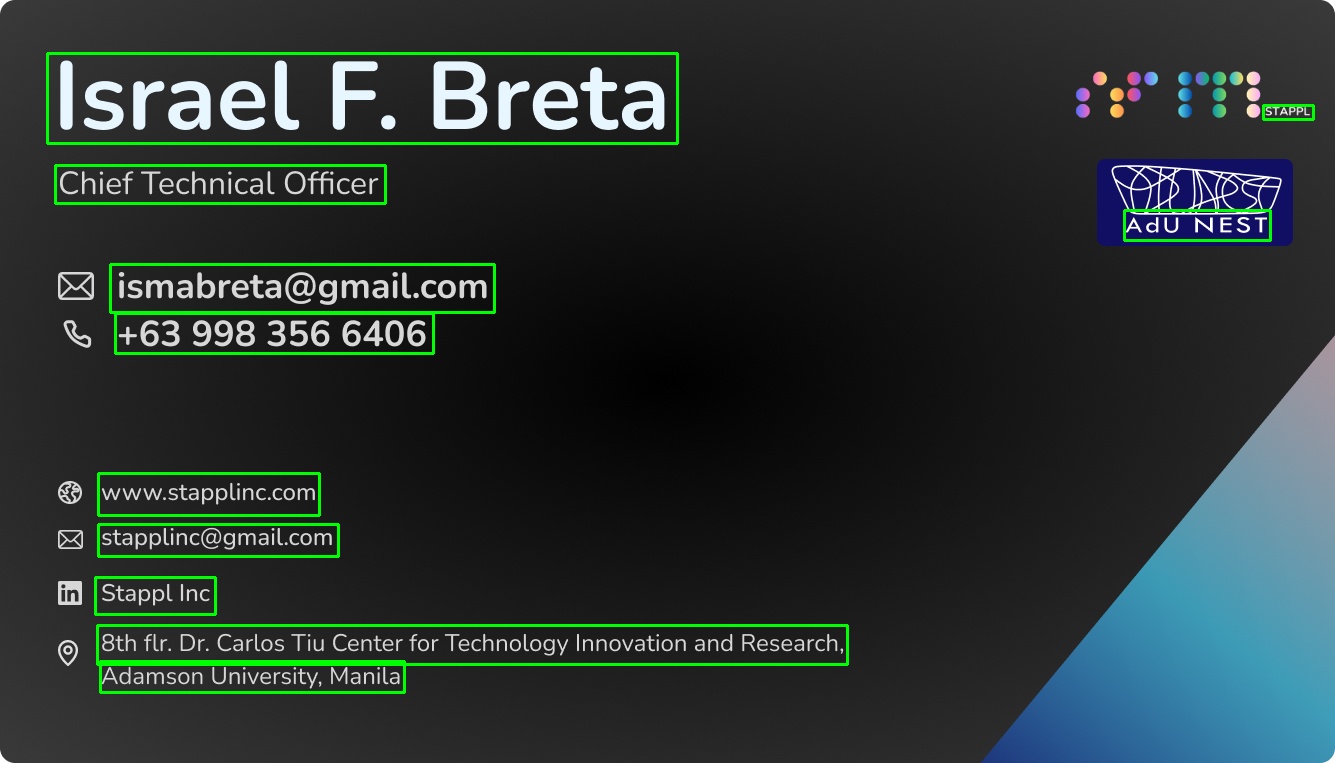 Israel F. Breta
STAPPL
Chief Technical Officer
AdU NEST
ismabreta@gmail.com
+63 998 356 6406
www.stapplinc.com
stapplinc@gmail.com
in
Stappl Inc
8th flr. Dr. Carlos Tiu Center for Technology Innovation and Research,
Adamson University, Manila